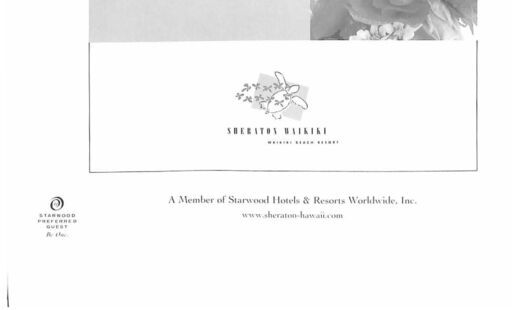 SHERATON WAIKIKI
WAIKIKI BEACH RESORT
A Member of Starwood Hotels & Resorts Worldwide, Inc.
www.sheraton-hawaii.com
STARWOOD
PREFERRED
GUEST
Be One.